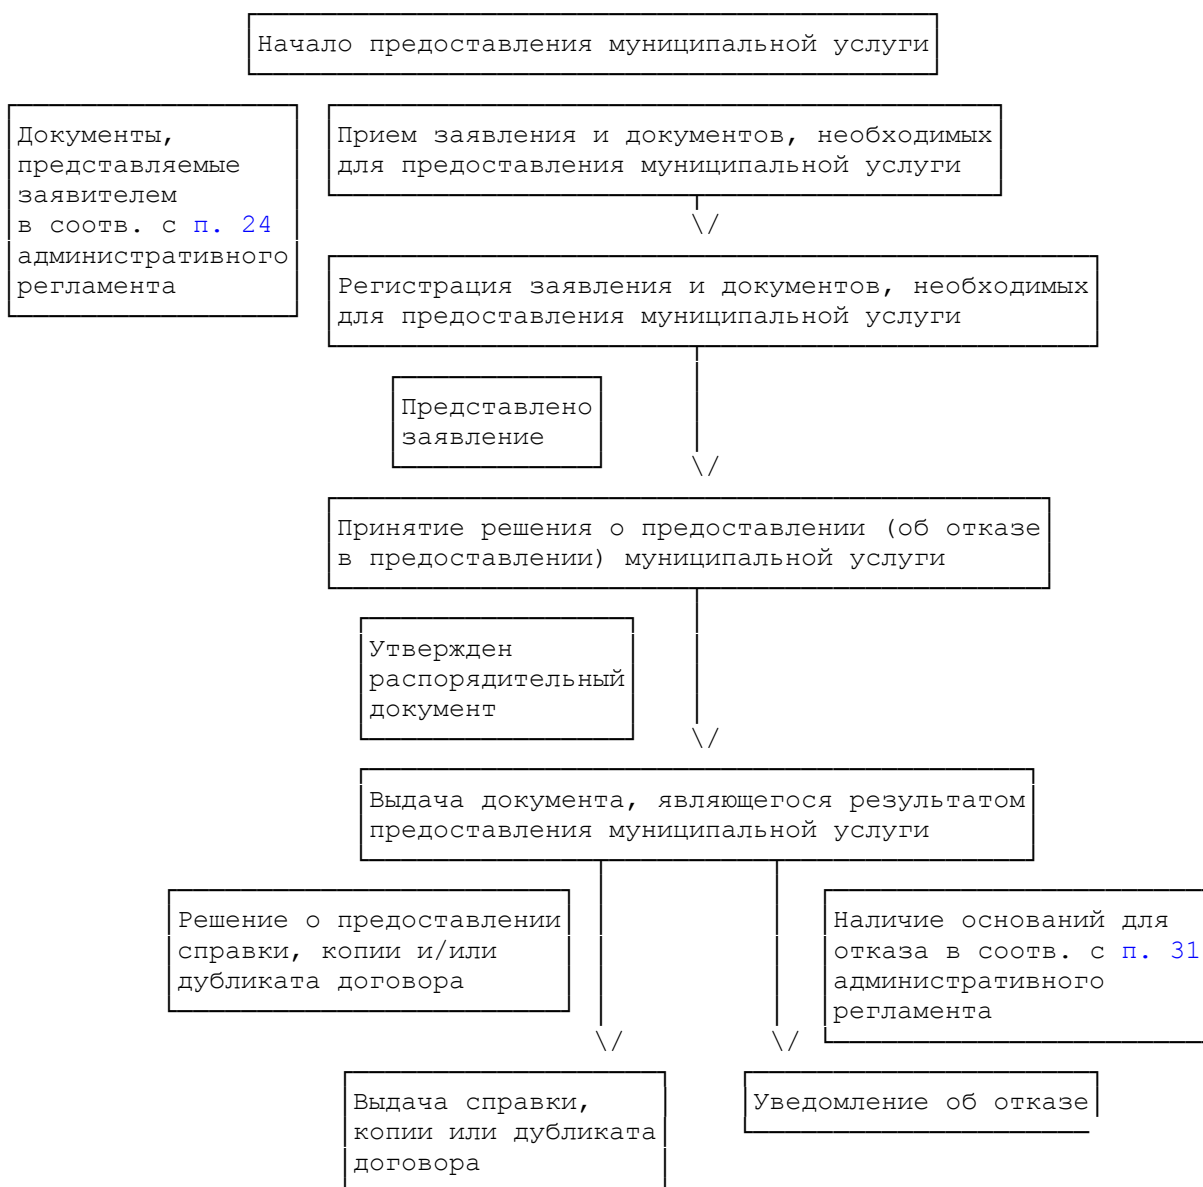 Начало предоставления муниципальной услуги
Документы,
представляемые
заявителем
в соотв. с п. 24
административного
регламента
Прием заявления и документов, необходимых
для предоставления муниципальной услуги
Регистрация заявления и документов, необходимых
для предоставления муниципальной услуги
Представлено
заявление
Принятие решения о предоставлении (об отказе
в предоставлении) муниципальной услуги
Утвержден
распорядительный
документ
Выдача документа, являющегося результатом
предоставления муниципальной услуги
Решение о предоставлении
справки, копии и/или
дубликата договора
Наличие оснований для
отказа в соотв. с п. 31
административного
регламента
Выдача справки,
копии или дубликата
договора
Уведомление об отказе